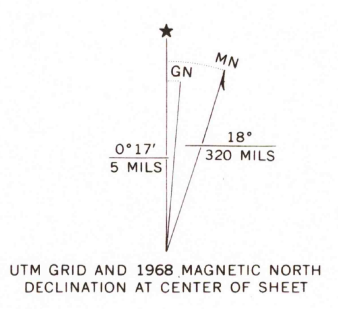 MN
GN
0°17′
5 MILS
18°
320 MILS
UTM GRID AND 1968 MAGNETIC NORTH
DECLINATION AT CENTER OF SHEET